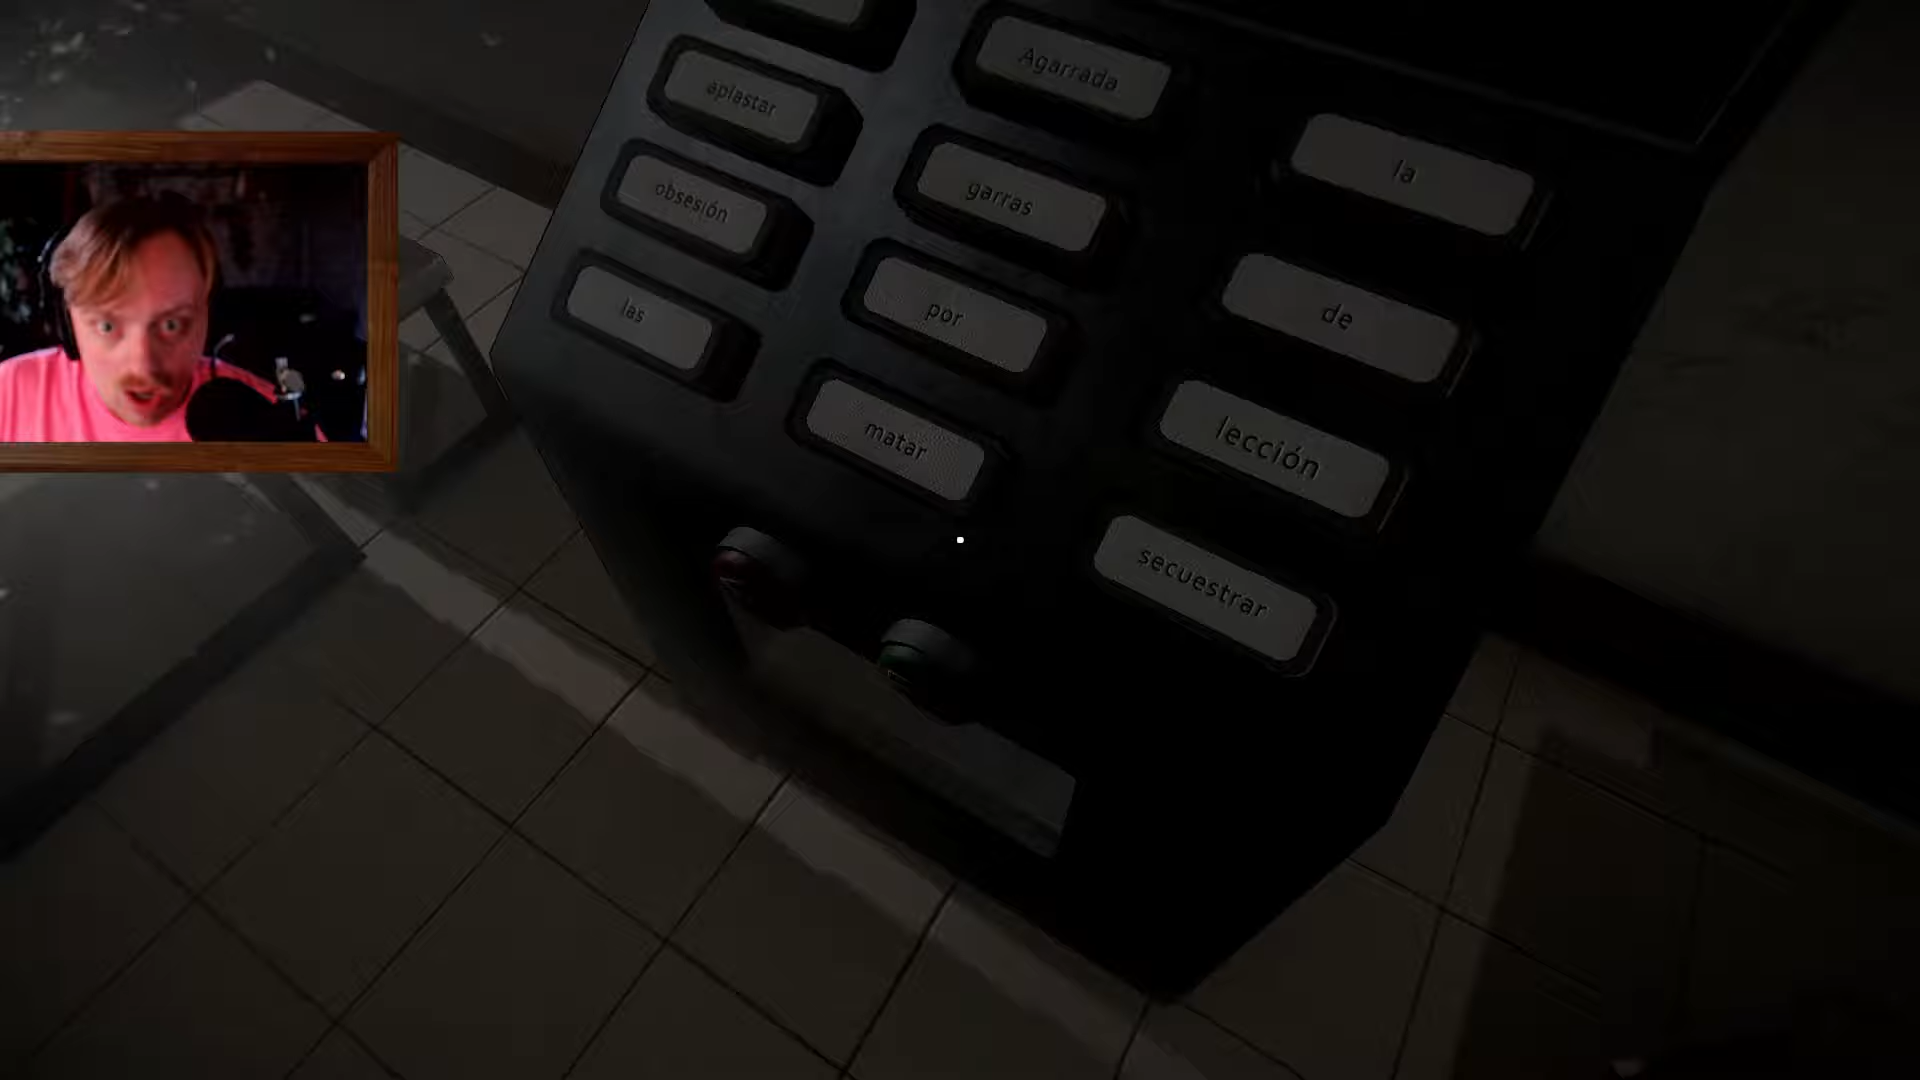 aplastar
obsesión
las
Agarrada
garras
por
matar
la
de
lección
secuestrar